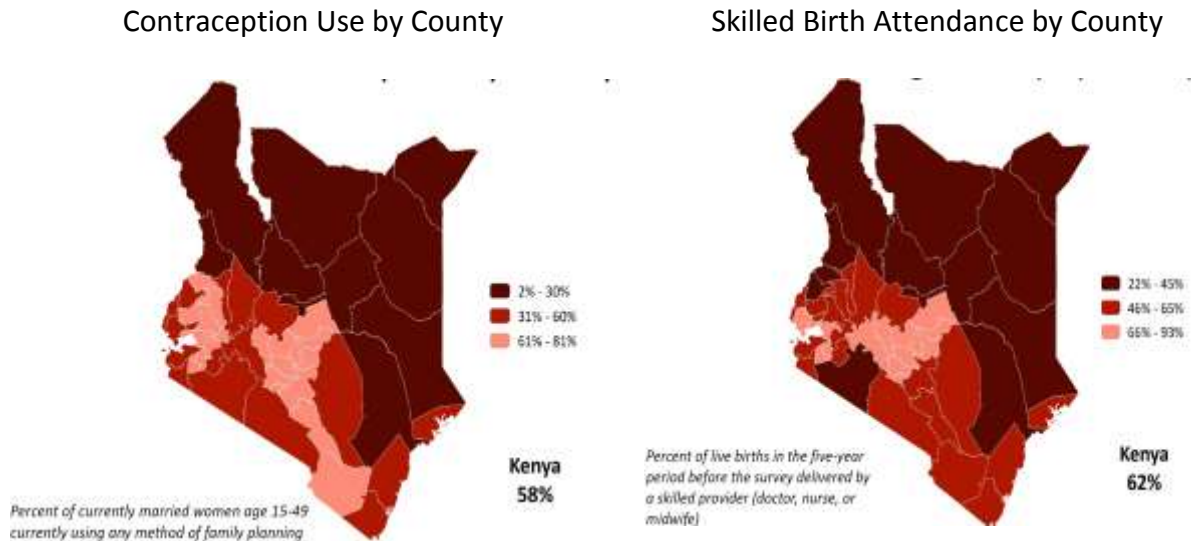 Contraception Use by County
Skilled Birth Attendance by County
2% - 30%
31% - 60%
61% - 81%
Kenya
58%
Percent of currently married women age 15-49
currently using any method of family planning
22% - 45%
46% - 65%
66% - 93%
Percent of live births in the five-year
period before the survey delivered by
a skilled provider (doctor, nurse, or
midwife)
Kenya
62%